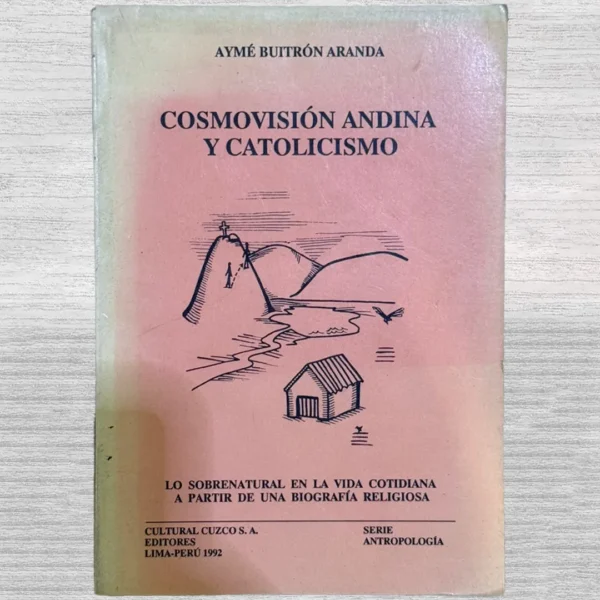 AYMÉ BUITRÓN ARANDA
COSMOVISIÓN ANDINA
Y CATOLICISMO
LO SOBRENATURAL EN LA VIDA COTIDIANA
A PARTIR DE UNA BIOGRAFÍA RELIGIOSA
CULTURAL CUZCO S. A.
EDITORES
LIMA-PERÚ 1992
SERIE
ANTROPOLOGÍA